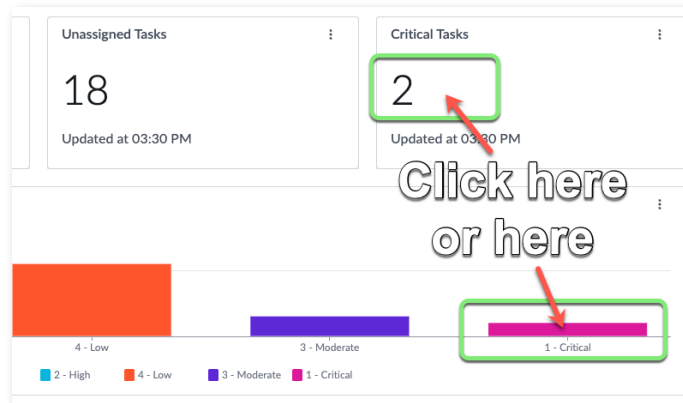 Unassigned Tasks
18
Updated at 03:30 PM
Critical Tasks
2
Updated at 03:30 PM
Click here
or here
4 - Low
3 - Moderate
1 - Critical
2 - High
4 - Low
3 - Moderate
1 - Critical